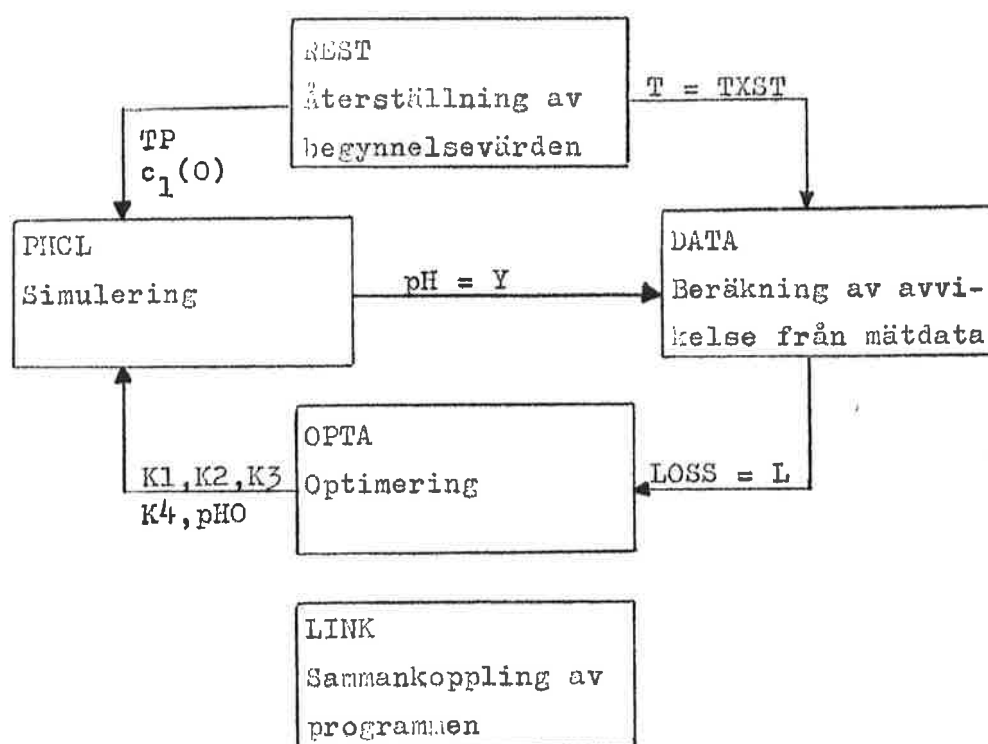 REST
Återställning av
begynnelsevärden
T = TXST
TP
c₁(0)
PHCL
Simulering
pH = Y
DATA
Beräkning av avvi-
kelse från mätdata
OPTA
Optimering
K1,K2,K3
K4,pHO
LOSS = L
LINK
Sammankoppling av
programmen